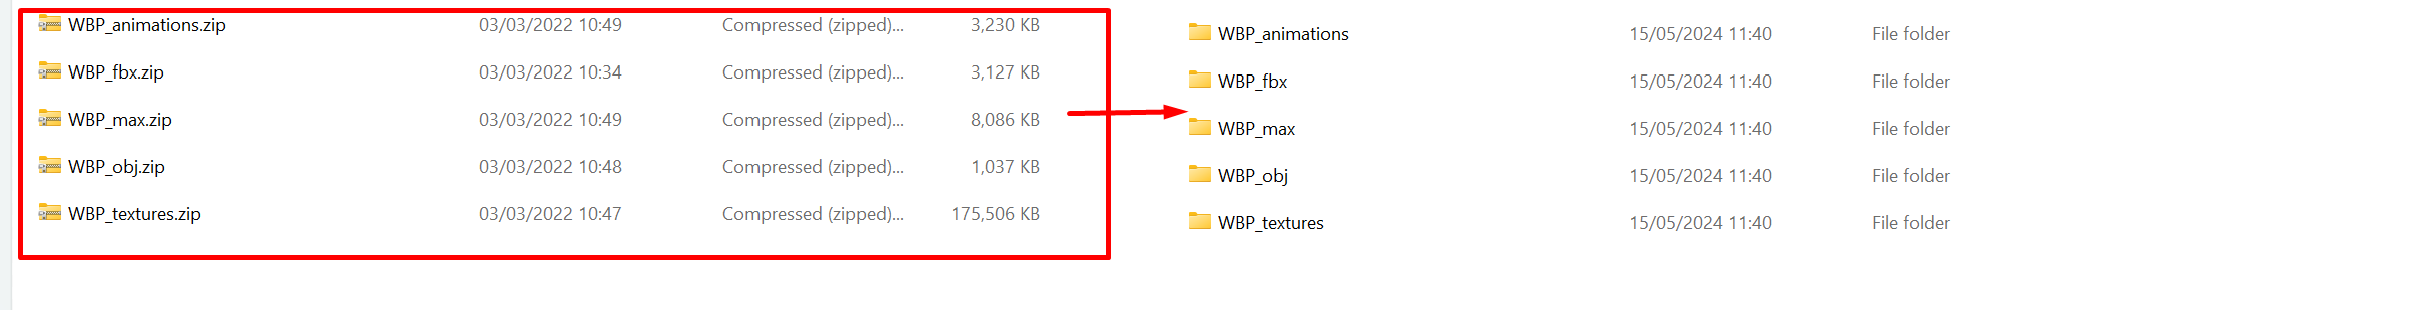 WBP_animations.zip 03/03/2022 10:49 Compressed (zipped)... 3,230 KB
WBP_fbx.zip 03/03/2022 10:34 Compressed (zipped)... 3,127 KB
WBP_max.zip 03/03/2022 10:49 Compressed (zipped)... 8,086 KB
WBP_obj.zip 03/03/2022 10:48 Compressed (zipped)... 1,037 KB
WBP_textures.zip 03/03/2022 10:47 Compressed (zipped)... 175,506 KB
WBP_animations 15/05/2024 11:40 File folder
WBP_fbx 15/05/2024 11:40 File folder
WBP_max 15/05/2024 11:40 File folder
WBP_obj 15/05/2024 11:40 File folder
WBP_textures 15/05/2024 11:40 File folder